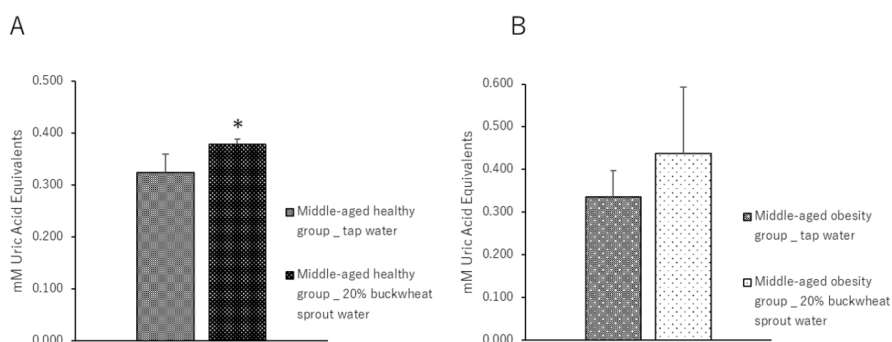 A
mM Uric Acid Equivalents
0.500
0.400
0.300
0.200
0.100
0.000
*
Middle-aged healthy
group _ tap water
Middle-aged healthy
group _ 20% buckwheat
sprout water
B
mM Uric Acid Equivalents
0.600
0.500
0.400
0.300
0.200
0.100
0.000
Middle-aged obesity
group _ tap water
Middle-aged obesity
group _ 20% buckwheat
sprout water